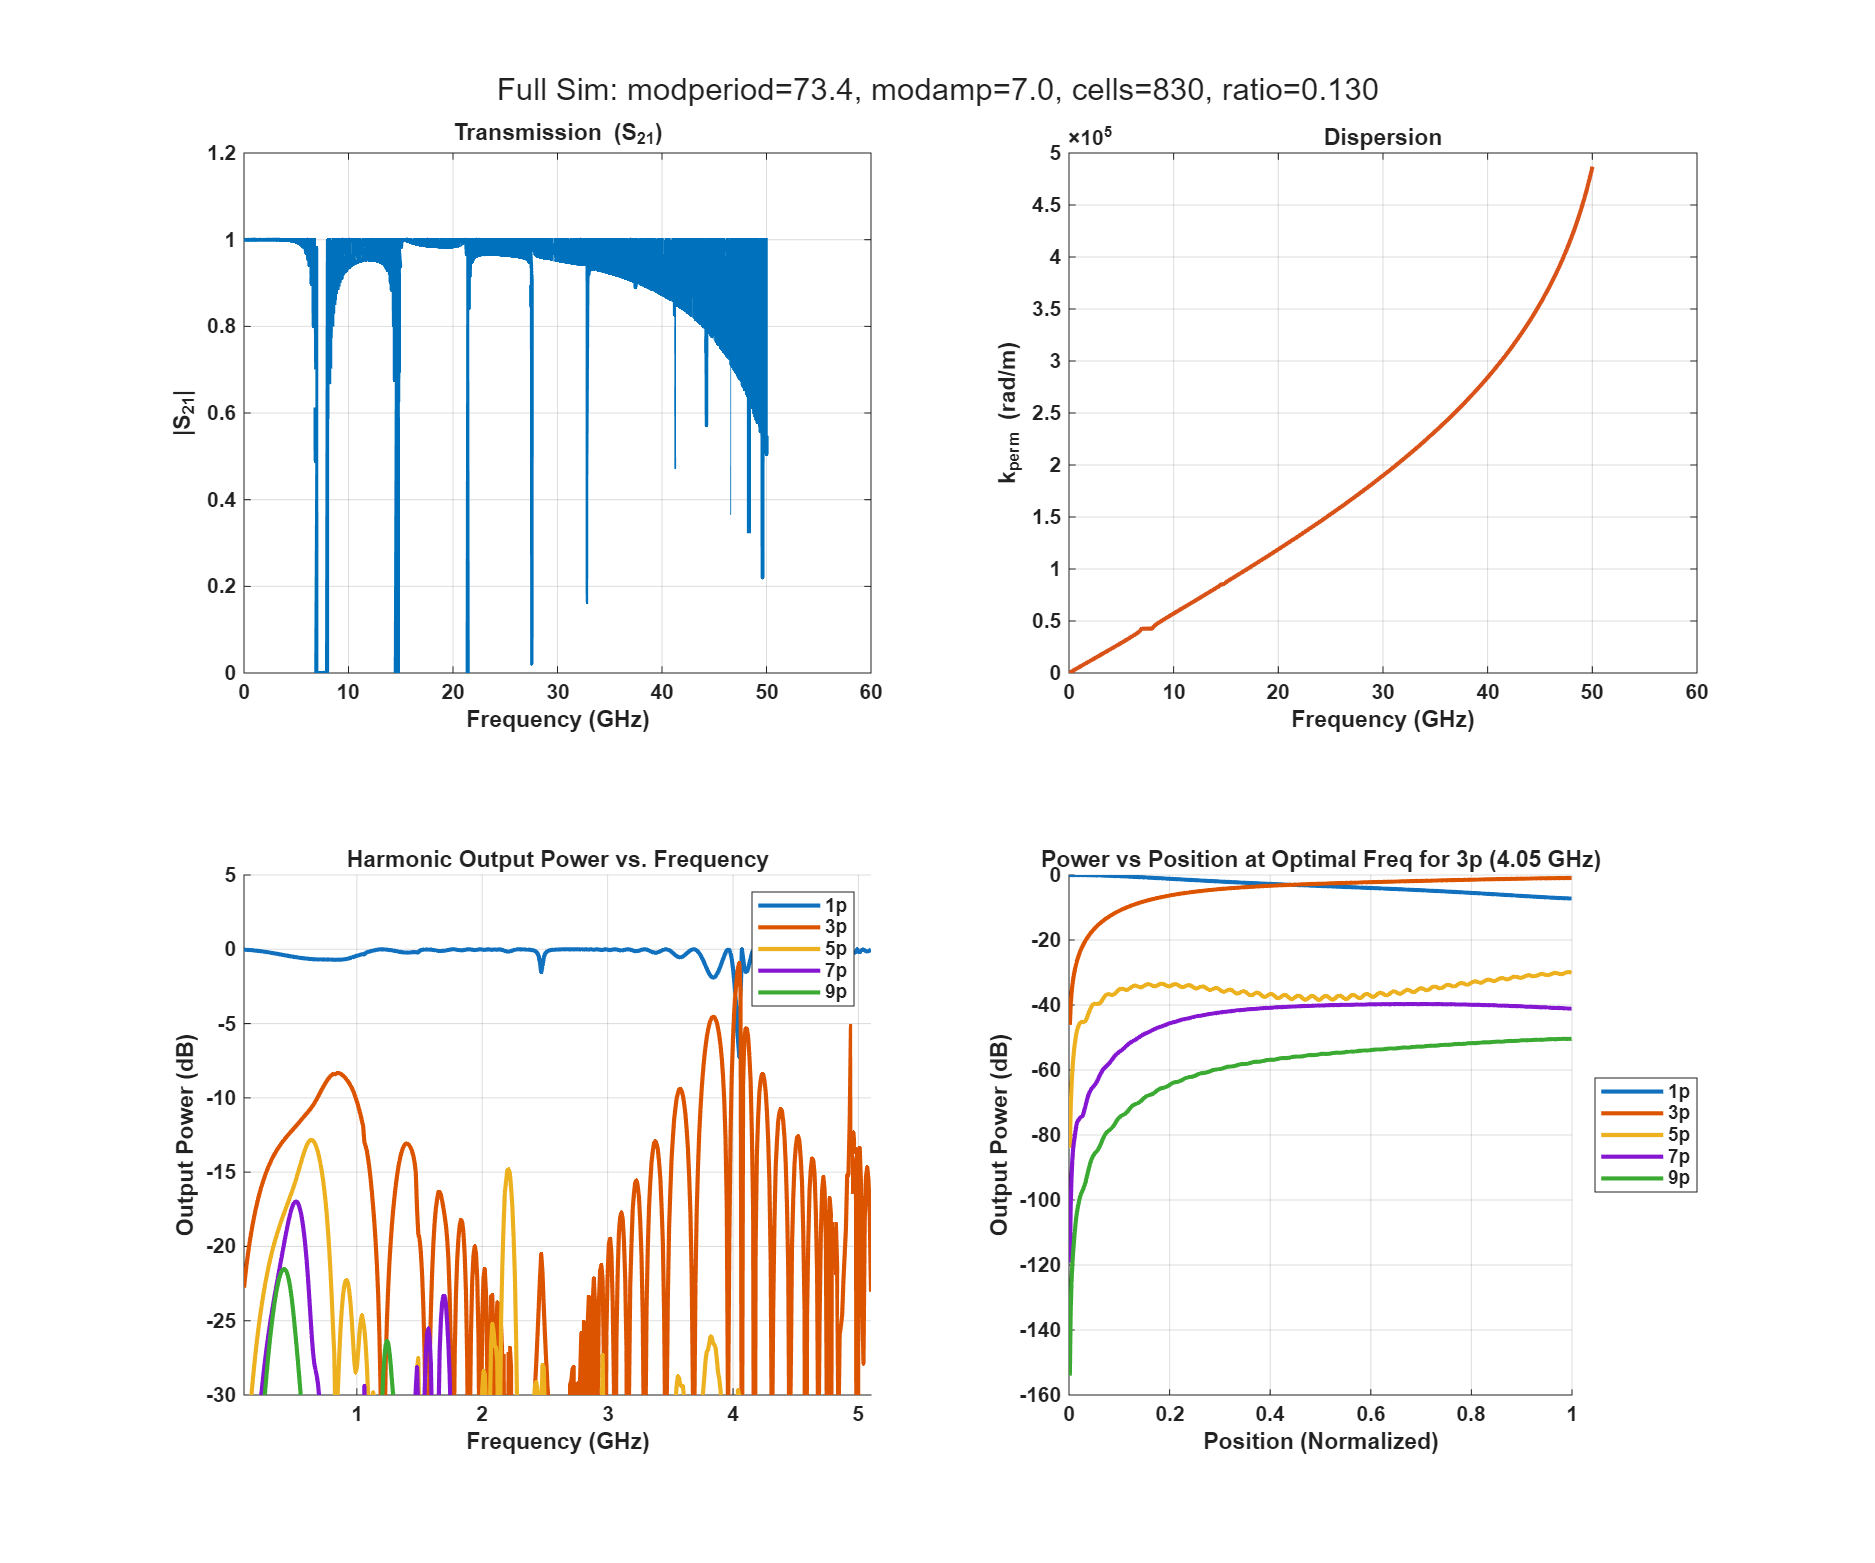 Full Sim: modperiod=73.4, modamp=7.0, cells=830, ratio=0.130
Transmission (S21)
1.2
1
0.8
0.6
0.4
0.2
0
|S21|
0 10 20 30 40 50 60
Frequency (GHz)
×10^5
Dispersion
5
4.5
4
3.5
3
2.5
2
1.5
1
0.5
0
kperm (rad/m)
0 10 20 30 40 50 60
Frequency (GHz)
Harmonic Output Power vs. Frequency
5
0
-5
-10
-15
-20
-25
-30
Output Power (dB)
1p
3p
5p
7p
9p
1 2 3 4 5
Frequency (GHz)
Power vs Position at Optimal Freq for 3p (4.05 GHz)
0
-20
-40
-60
-80
-100
-120
-140
-160
Output Power (dB)
1p
3p
5p
7p
9p
0 0.2 0.4 0.6 0.8 1
Position (Normalized)